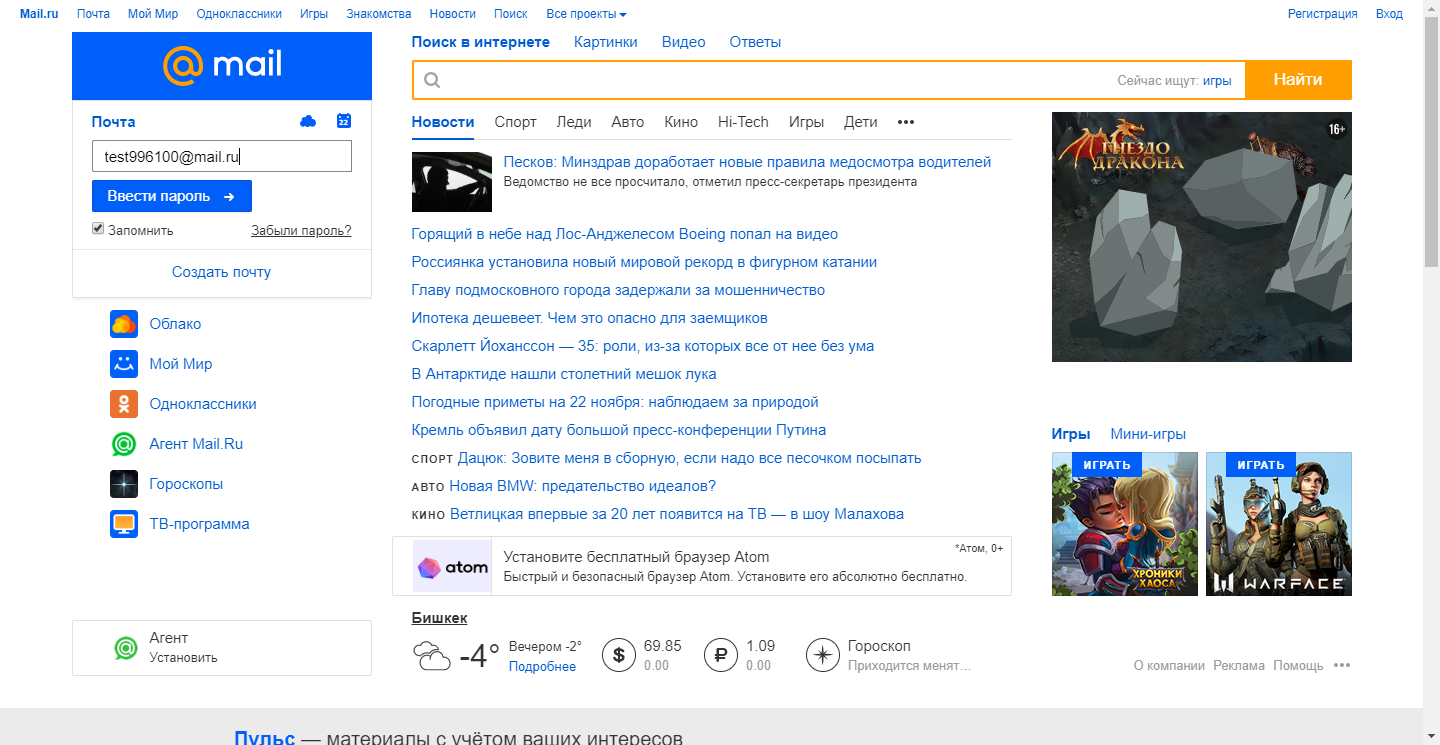 Mail.ru Почта Мой Мир Одноклассники Игры Знакомства Новости Поиск Все проекты Регистрация Вход
@mail
Почта
22
test996100@mail.ru
Ввести пароль →
Запомнить Забыли пароль?
Создать почту
Облако
Мой Мир
Одноклассники
Агент Mail.Ru
Гороскопы
ТВ-программа
Агент
Установить
Поиск в интернете Картинки Видео Ответы
Сейчас ищут: игры Найти
Новости Спорт Леди Авто Кино Hi-Tech Игры Дети •••
Песков: Минздрав доработает новые правила медосмотра водителей
Ведомство не все просчитало, отметил пресс-секретарь президента
Горящий в небе над Лос-Анджелесом Boeing попал на видео
Россиянка установила новый мировой рекорд в фигурном катании
Главу подмосковного города задержали за мошенничество
Ипотека дешевеет. Чем это опасно для заемщиков
Скарлетт Йоханссон — 35: роли, из-за которых все от нее без ума
В Антарктиде нашли столетний мешок лука
Погодные приметы на 22 ноября: наблюдаем за природой
Кремль объявил дату большой пресс-конференции Путина
СПОРТ Дацюк: Зовите меня в сборную, если надо все песочком посыпать
АВТО Новая BMW: предательство идеалов?
КИНО Ветлицкая впервые за 20 лет появится на ТВ — в шоу Малахова
atom
Установите бесплатный браузер Atom
*Атом, 0+
Быстрый и безопасный браузер Atom. Установите его абсолютно бесплатно.
Бишкек
-4°
Вечером -2°
Подробнее
$
69.85
0.00
₽
1.09
0.00
Гороскоп
Приходится менят…
16+
ГНЕЗДО
ДРАКОНА
Игры Мини-игры
ИГРАТЬ
ХРОНИКИ
ХАОСА
ИГРАТЬ
WARFACE
О компании Реклама Помощь •••
Пульс — материалы с учётом ваших интересов